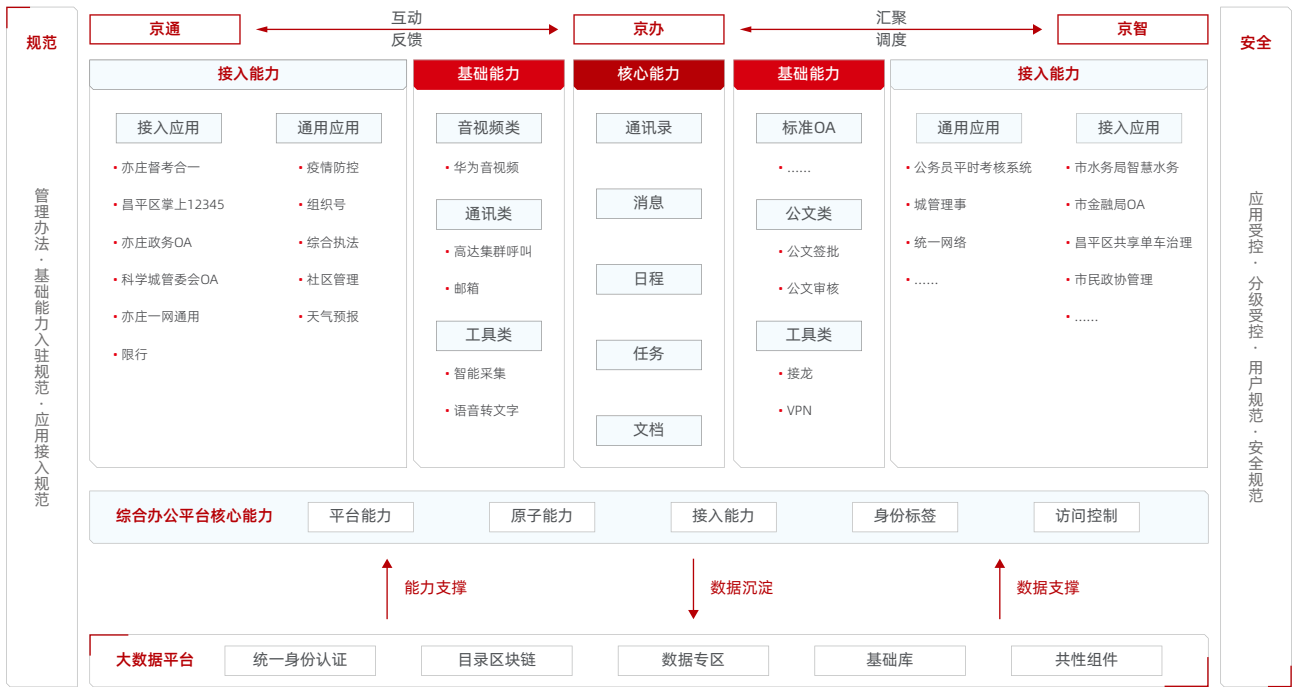 规范
管理办法·基础能力入驻规范·应用接入规范
京通
互动
反馈
京办
汇聚
调度
京智
接入能力
接入应用
亦庄督考合一
昌平区掌上12345
亦庄政务OA
科学城管委会OA
亦庄一网通用
限行
通用应用
疫情防控
组织号
综合执法
社区管理
天气预报
基础能力
音视频类
华为音视频
通讯类
高达集群呼叫
邮箱
工具类
智能采集
语音转文字
核心能力
通讯录
消息
日程
任务
文档
基础能力
标准OA
......
公文类
公文签批
公文审核
工具类
接龙
VPN
接入能力
通用应用
公务员平时考核系统
城管理事
统一网络
......
接入应用
市水务局智慧水务
市金融局OA
昌平区共享单车治理
市民政协管理
......
综合办公平台核心能力
平台能力
原子能力
接入能力
身份标签
访问控制
能力支撑
数据沉淀
数据支撑
大数据平台
统一身份认证
目录区块链
数据专区
基础库
共性组件
安全
应用受控·分级受控·用户规范·安全规范